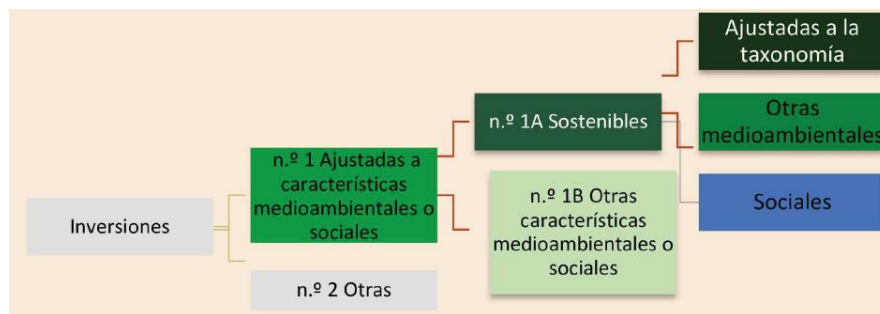 Ajustadas a la
taxonomía
n.º 1A Sostenibles
Otras
medioambientales
n.º 1 Ajustadas a
características
medioambientales o
sociales
n.º 1B Otras
características
medioambientales o
sociales
Sociales
Inversiones
n.º 2 Otras